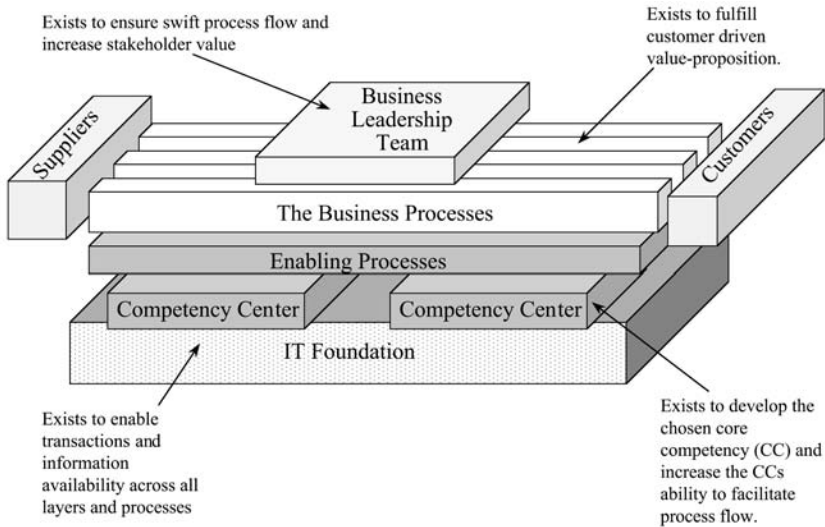 Exists to ensure swift process flow and
increase stakeholder value
Exists to fulfill
customer driven
value-proposition.
Suppliers
Business
Leadership
Team
Customers
The Business Processes
Enabling Processes
Competency Center
Competency Center
IT Foundation
Exists to enable
transactions and
information
availability across all
layers and processes
Exists to develop the
chosen core
competency (CC) and
increase the CCs
ability to facilitate
process flow.